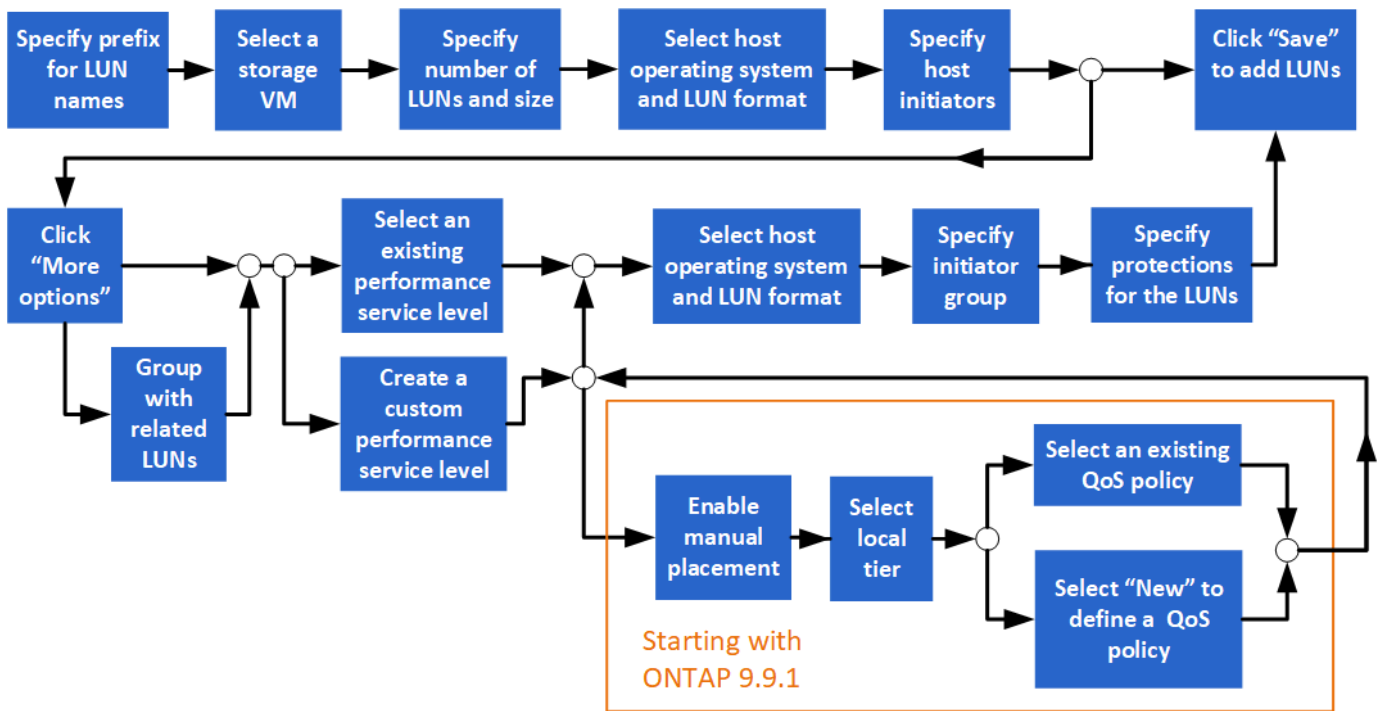 Specify prefix
for LUN
names
Select a
storage
VM
Specify
number of
LUNs and size
Select host
operating system
and LUN format
Specify
host
initiators
Click “Save”
to add LUNs
Click
“More
options”
Group
with
related
LUNs
Select an
existing
performance
service level
Create a
custom
performance
service level
Select host
operating system
and LUN format
Specify
initiator
group
Specify
protections
for the LUNs
Enable
manual
placement
Select
local
tier
Select an existing
QoS policy
Select “New” to
define a QoS
policy
Starting with
ONTAP 9.9.1